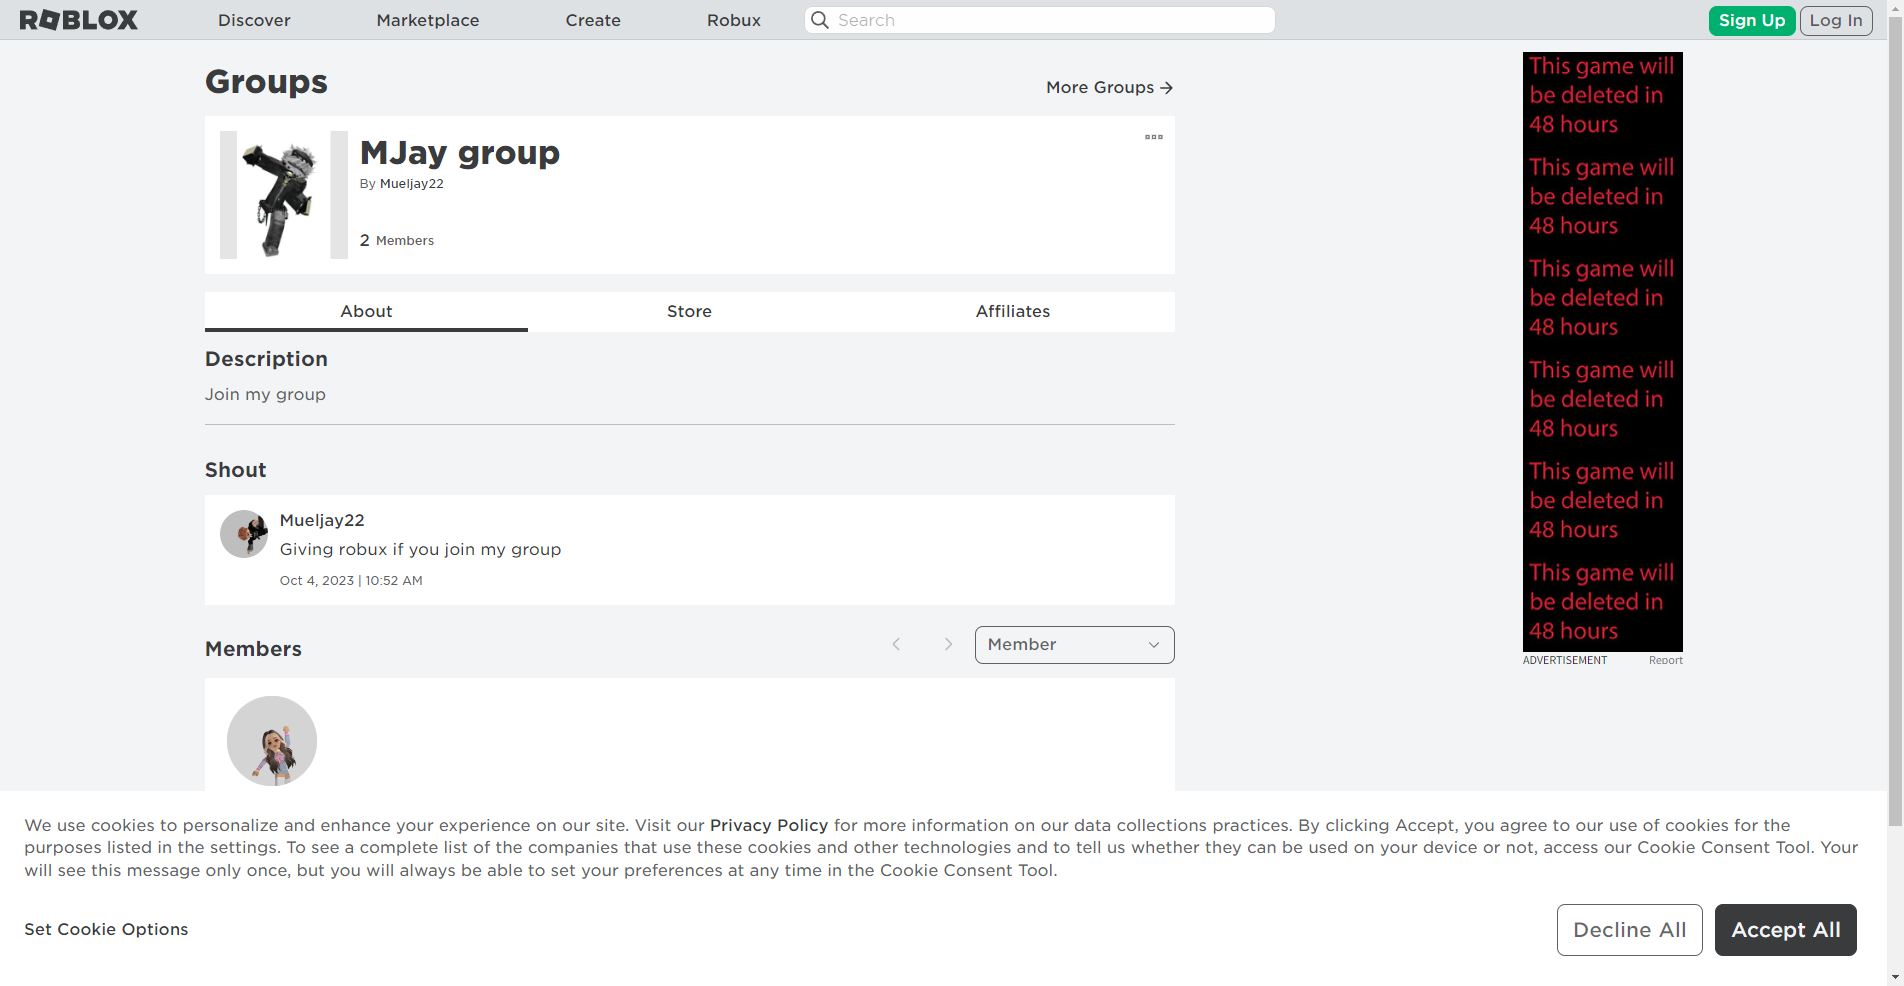 ROBLOX
Discover
Marketplace
Create
Robux
Search
Sign Up
Log In
Groups
More Groups
MJay group
By Mueljay22
2 Members
About
Store
Affiliates
Description
Join my group
Shout
Mueljay22
Giving robux if you join my group
Oct 4, 2023 | 10:52 AM
Members
Member
This game will
be deleted in
48 hours
This game will
be deleted in
48 hours
This game will
be deleted in
48 hours
This game will
be deleted in
48 hours
This game will
be deleted in
48 hours
This game will
be deleted in
48 hours
ADVERTISEMENT
Report
We use cookies to personalize and enhance your experience on our site. Visit our Privacy Policy for more information on our data collections practices. By clicking Accept, you agree to our use of cookies for the
purposes listed in the settings. To see a complete list of the companies that use these cookies and other technologies and to tell us whether they can be used on your device or not, access our Cookie Consent Tool. Your
will see this message only once, but you will always be able to set your preferences at any time in the Cookie Consent Tool.
Set Cookie Options
Decline All
Accept All